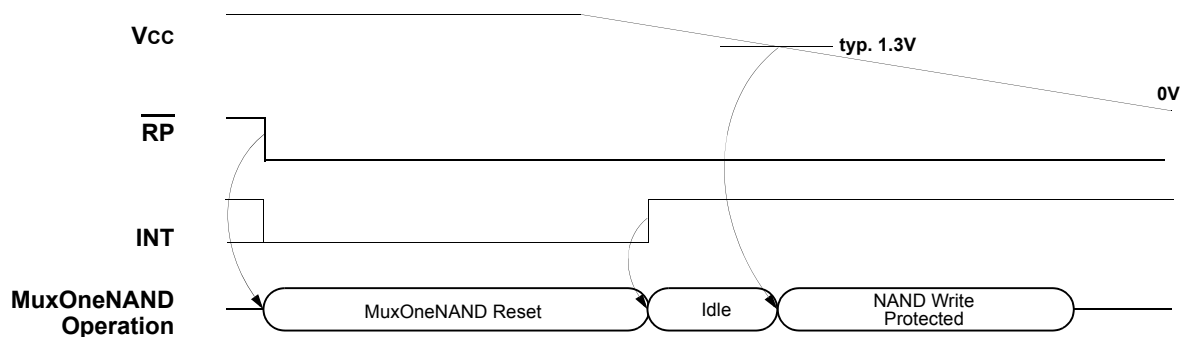 Vcc
typ. 1.3V
0V
RP
INT
MuxOneNAND
Operation
MuxOneNAND Reset
Idle
NAND Write
Protected